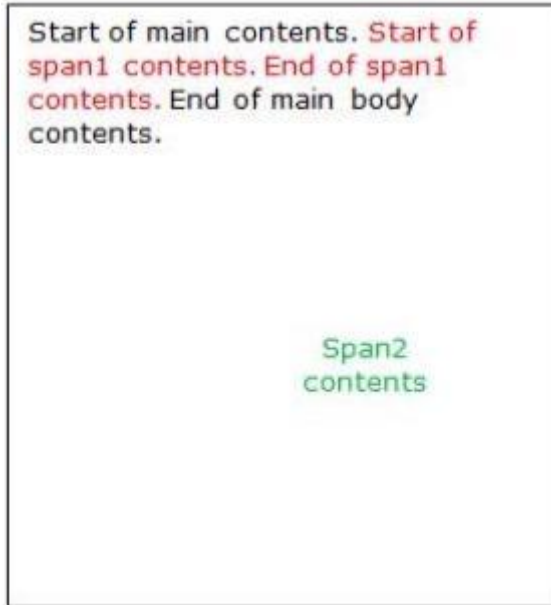 Start of main contents. Start of
span1 contents. End of span1
contents. End of main body
contents.
Span2
contents